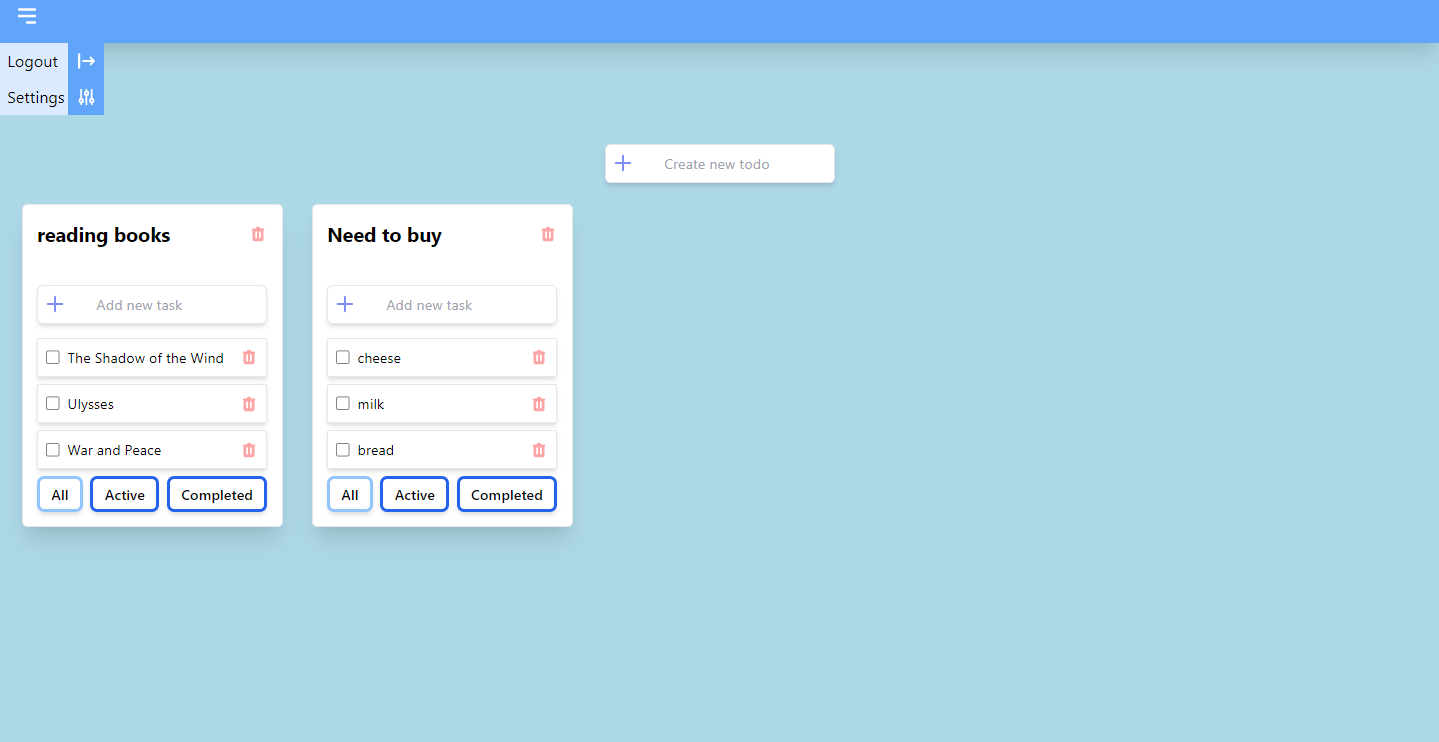 Logout
Settings
Create new todo
reading books
Add new task
The Shadow of the Wind
Ulysses
War and Peace
All Active Completed
Need to buy
Add new task
cheese
milk
bread
All Active Completed